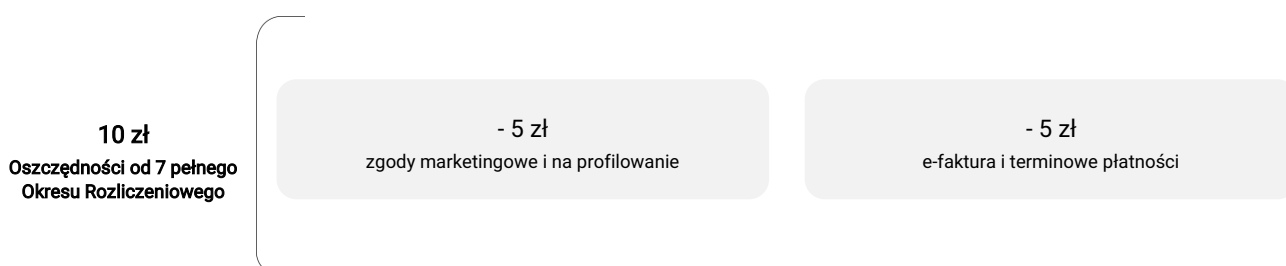 10 zł
Oszczędności od 7 pełnego
Okresu Rozliczeniowego
- 5 zł
zgody marketingowe i na profilowanie
- 5 zł
e-faktura i terminowe płatności